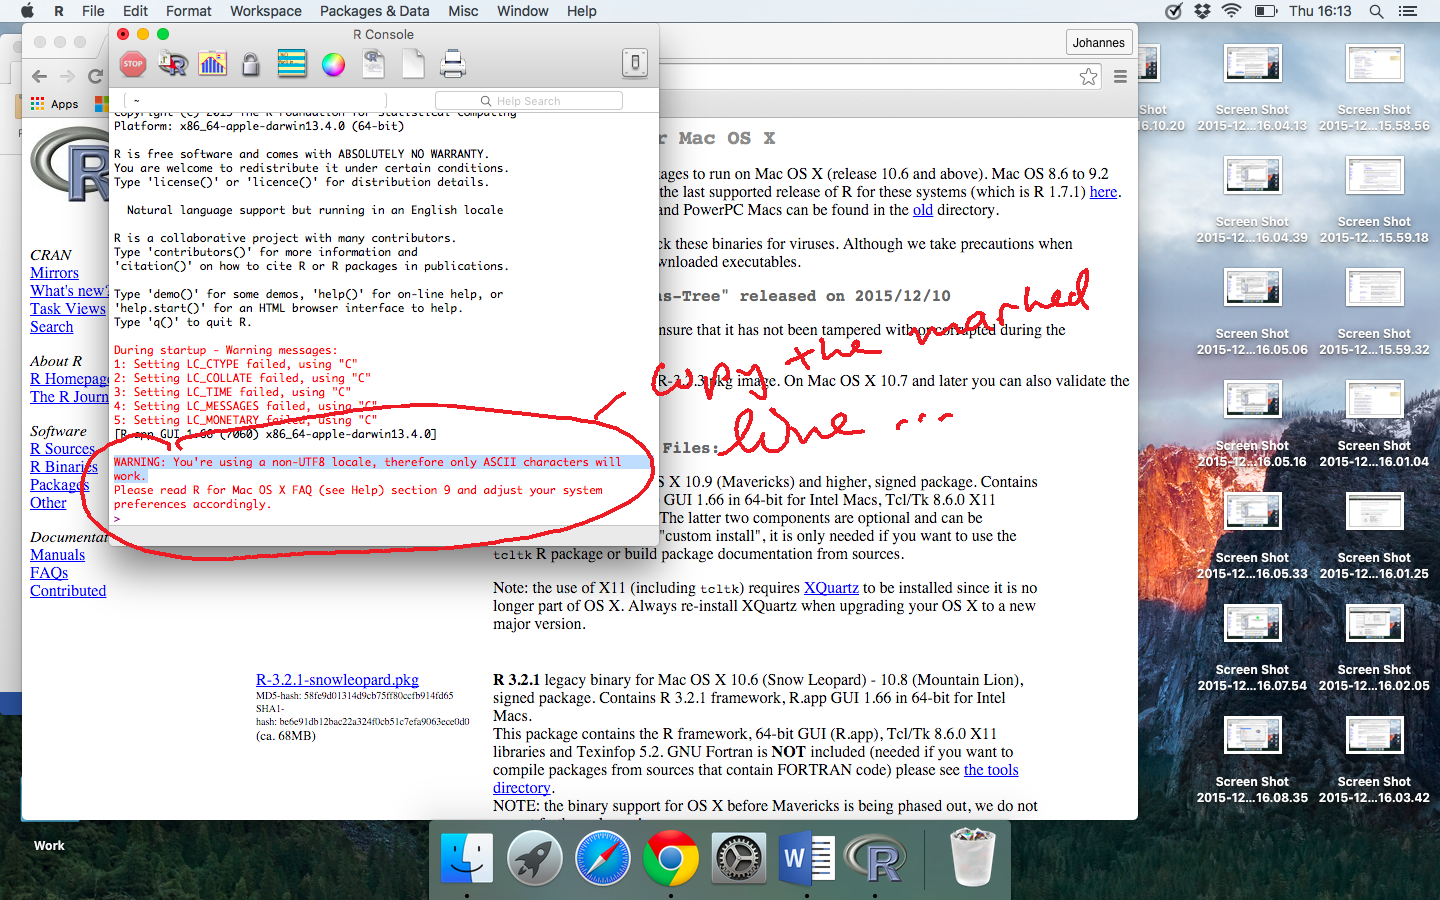 R File Edit Format Workspace Packages & Data Misc Window Help Thu 16:13
R Console
Johannes
STOP
Apps
~
Help Search
Copyright (C) 2015 The R Foundation for Statistical Computing
Platform: x86_64-apple-darwin13.4.0 (64-bit)
R is free software and comes with ABSOLUTELY NO WARRANTY.
You are welcome to redistribute it under certain conditions.
Type 'license()' or 'licence()' for distribution details.
Natural language support but running in an English locale
R is a collaborative project with many contributors.
Type 'contributors()' for more information and
'citation()' on how to cite R or R packages in publications.
Type 'demo()' for some demos, 'help()' for on-line help, or
'help.start()' for an HTML browser interface to help.
Type 'q()' to quit R.
During startup - Warning messages:
1: Setting LC_CTYPE failed, using "C"
2: Setting LC_COLLATE failed, using "C"
3: Setting LC_TIME failed, using "C"
4: Setting LC_MESSAGES failed, using "C"
5: Setting LC_MONETARY failed, using "C"
[R.app GUI 1.66 (7060) x86_64-apple-darwin13.4.0]
WARNING: You're using a non-UTF8 locale, therefore only ASCII characters will
work.
Please read R for Mac OS X FAQ (see Help) section 9 and adjust your system
preferences accordingly.
>
copy the marked
line ...
CRAN
Mirrors
What's new?
Task Views
Search
About R
R Homepage
The R Journ
Software
R Sources
R Binaries
Packages
Other
Documentat
Manuals
FAQs
Contributed
r Mac OS X
ages to run on Mac OS X (release 10.6 and above). Mac OS 8.6 to 9.2
the last supported release of R for these systems (which is R 1.7.1) here.
and PowerPC Macs can be found in the old directory.
ck these binaries for viruses. Although we take precautions when
wnloaded executables.
ns-Tree" released on 2015/12/10
nsure that it has not been tampered with or corrupted during the
R-3.2.3.pkg image. On Mac OS X 10.7 and later you can also validate the
Files:
S X 10.9 (Mavericks) and higher, signed package. Contains
GUI 1.66 in 64-bit for Intel Macs, Tcl/Tk 8.6.0 X11
The latter two components are optional and can be
"custom install", it is only needed if you want to use the
tcltk R package or build package documentation from sources.
Note: the use of X11 (including tcltk) requires XQuartz to be installed since it is no
longer part of OS X. Always re-install XQuartz when upgrading your OS X to a new
major version.
R-3.2.1-snowleopard.pkg
MD5-hash: 58fe9d01314d9cb75ff80ccfb914fd65
SHA1-
hash: be6e91db12bac22a324f0cb51c7efa9063ece0d0
(ca. 68MB)
R 3.2.1 legacy binary for Mac OS X 10.6 (Snow Leopard) - 10.8 (Mountain Lion),
signed package. Contains R 3.2.1 framework, R.app GUI 1.66 in 64-bit for Intel
Macs.
This package contains the R framework, 64-bit GUI (R.app), Tcl/Tk 8.6.0 X11
libraries and Texinfop 5.2. GNU Fortran is NOT included (needed if you want to
compile packages from sources that contain FORTRAN code) please see the tools
directory.
NOTE: the binary support for OS X before Mavericks is being phased out, we do not
Shot
16.10.20
Screen Shot
2015-12...16.04.13
Screen Shot
2015-12...15.58.56
Screen Shot
2015-12...16.04.39
Screen Shot
2015-12...15.59.18
Screen Shot
2015-12...16.05.06
Screen Shot
2015-12...15.59.32
Screen Shot
2015-12...16.05.16
Screen Shot
2015-12...16.01.04
Screen Shot
2015-12...16.05.33
Screen Shot
2015-12...16.01.25
Screen Shot
2015-12...16.07.54
Screen Shot
2015-12...16.02.05
Screen Shot
2015-12...16.08.35
Screen Shot
2015-12...16.03.42
Work
W
R